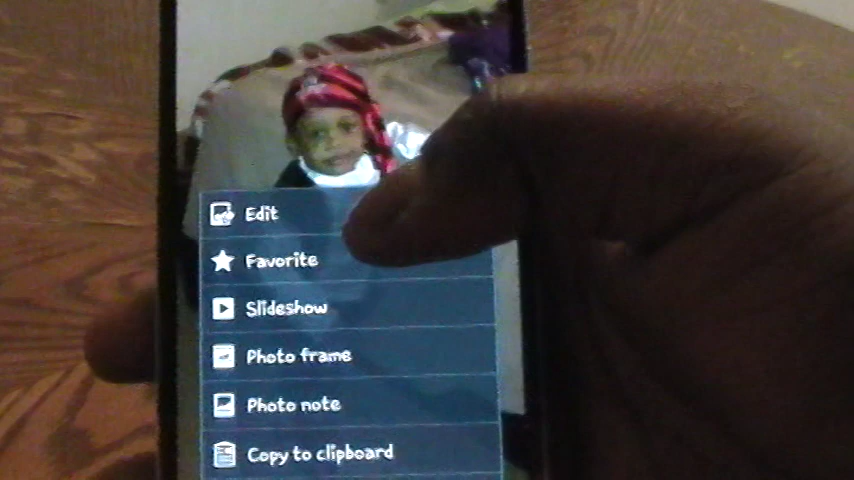 Edit
Favorite
Slideshow
Photo frame
Photo note
Copy to clipboard